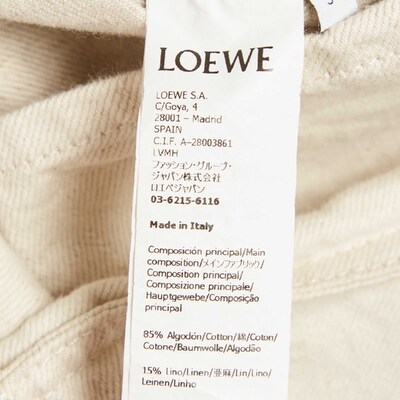 LOEWE
LOEWE S.A.
C/Goya, 4
28001 – Madrid
SPAIN
C.I.F. A–28003861
LVMH
ファッション・グループ・
ジャパン株式会社
ロエベジャパン
03-6215-6116
Made in Italy
Composición principal/Main
composition/メインファブリック/
Composition principal/
Composizione principale/
Hauptgewebe/Composição
principal
85% Algodón/Cotton/綿/Coton/
Cotone/Baumwolle/Algodão
15% Lino/Linen/亜麻/Lin/Lino/
Leinen/Linho